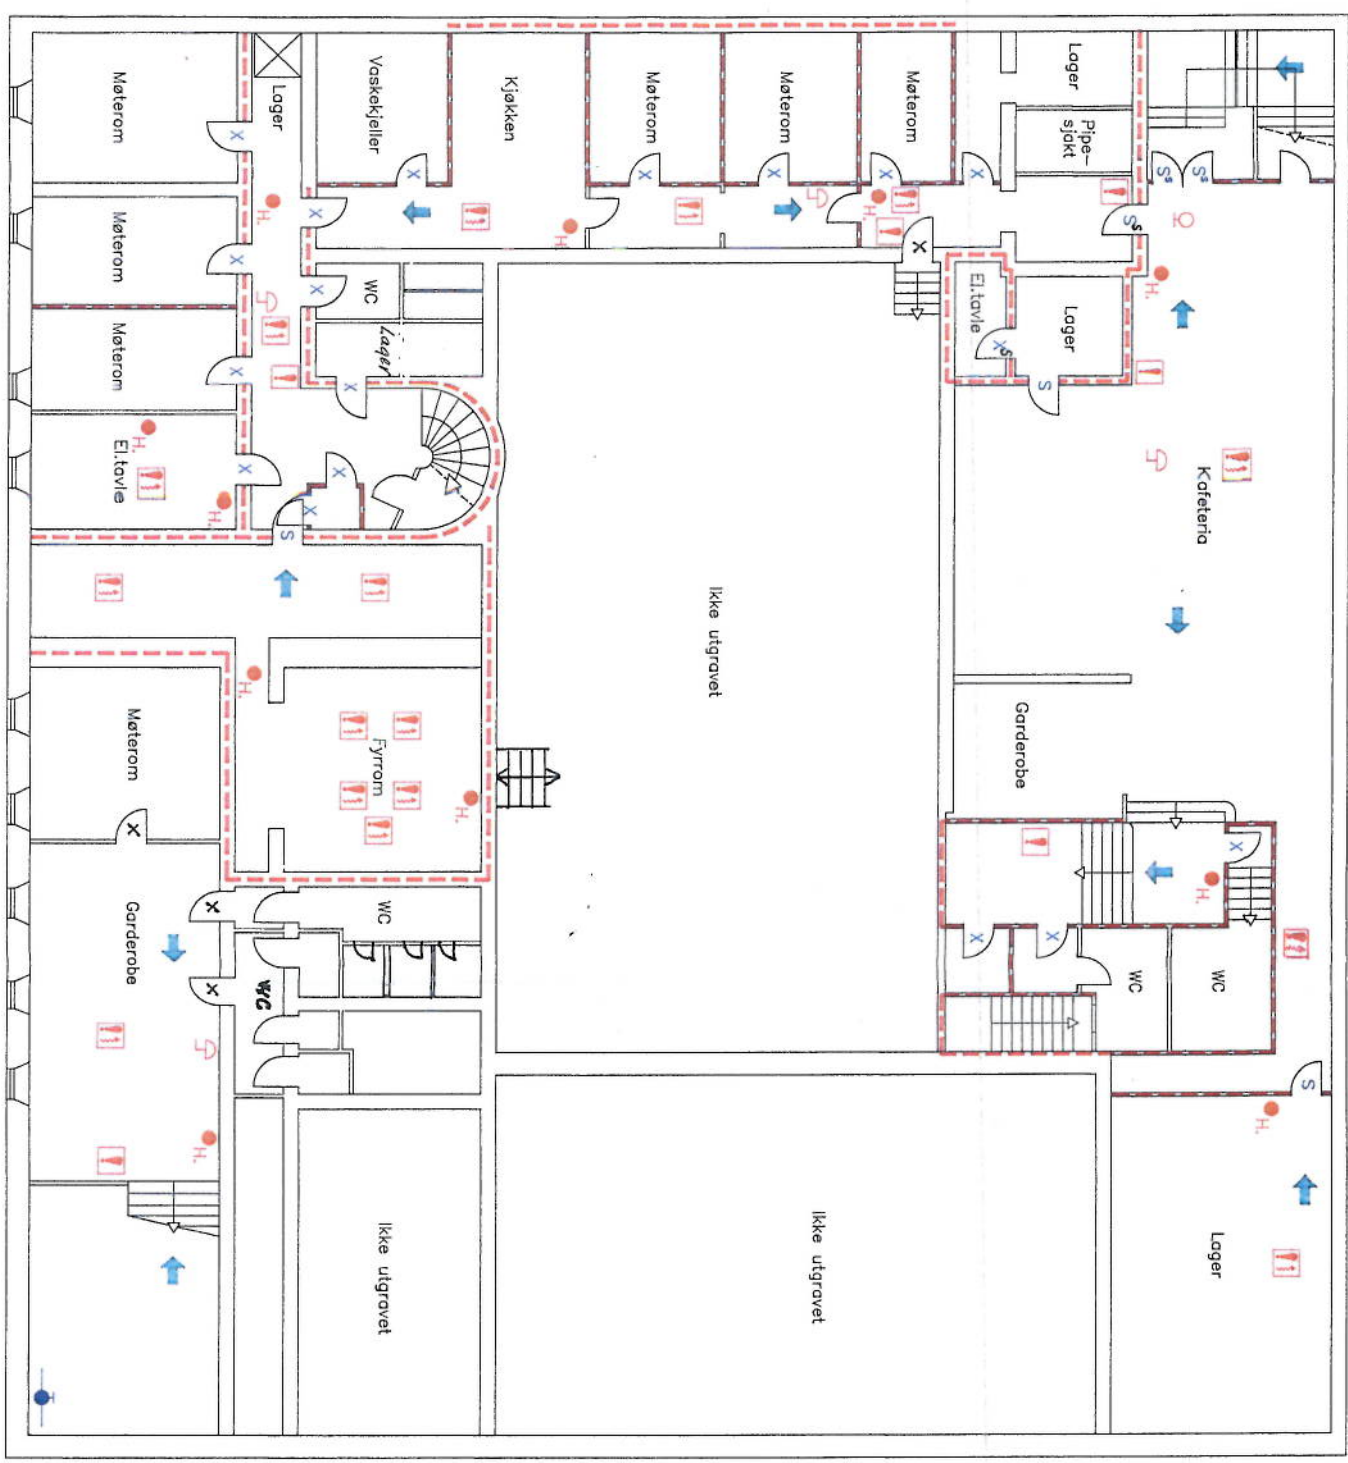 Møterom
Lager
Vaskekjeller
Kjøkken
Møterom
Møterom
Møterom
Lager
Pipe-
sjakt
X
X
X
X
X
X
S S
S S
Møterom
H.
X
H.
H.
S S
X
X
WC
X
El.tavle
Lager
H.
Møterom
X
Lager
X
X S
S
El.tavle
H.
H.
X
X
X
S
Kafeteria
Ikke utgravet
Møterom
H.
Fyrrom
H.
Garderobe
X
X
H.
Garderobe
X
WC
X
WC
X
X
WC
WC
H.
S
H.
Ikke utgravet
Ikke utgravet
Lager